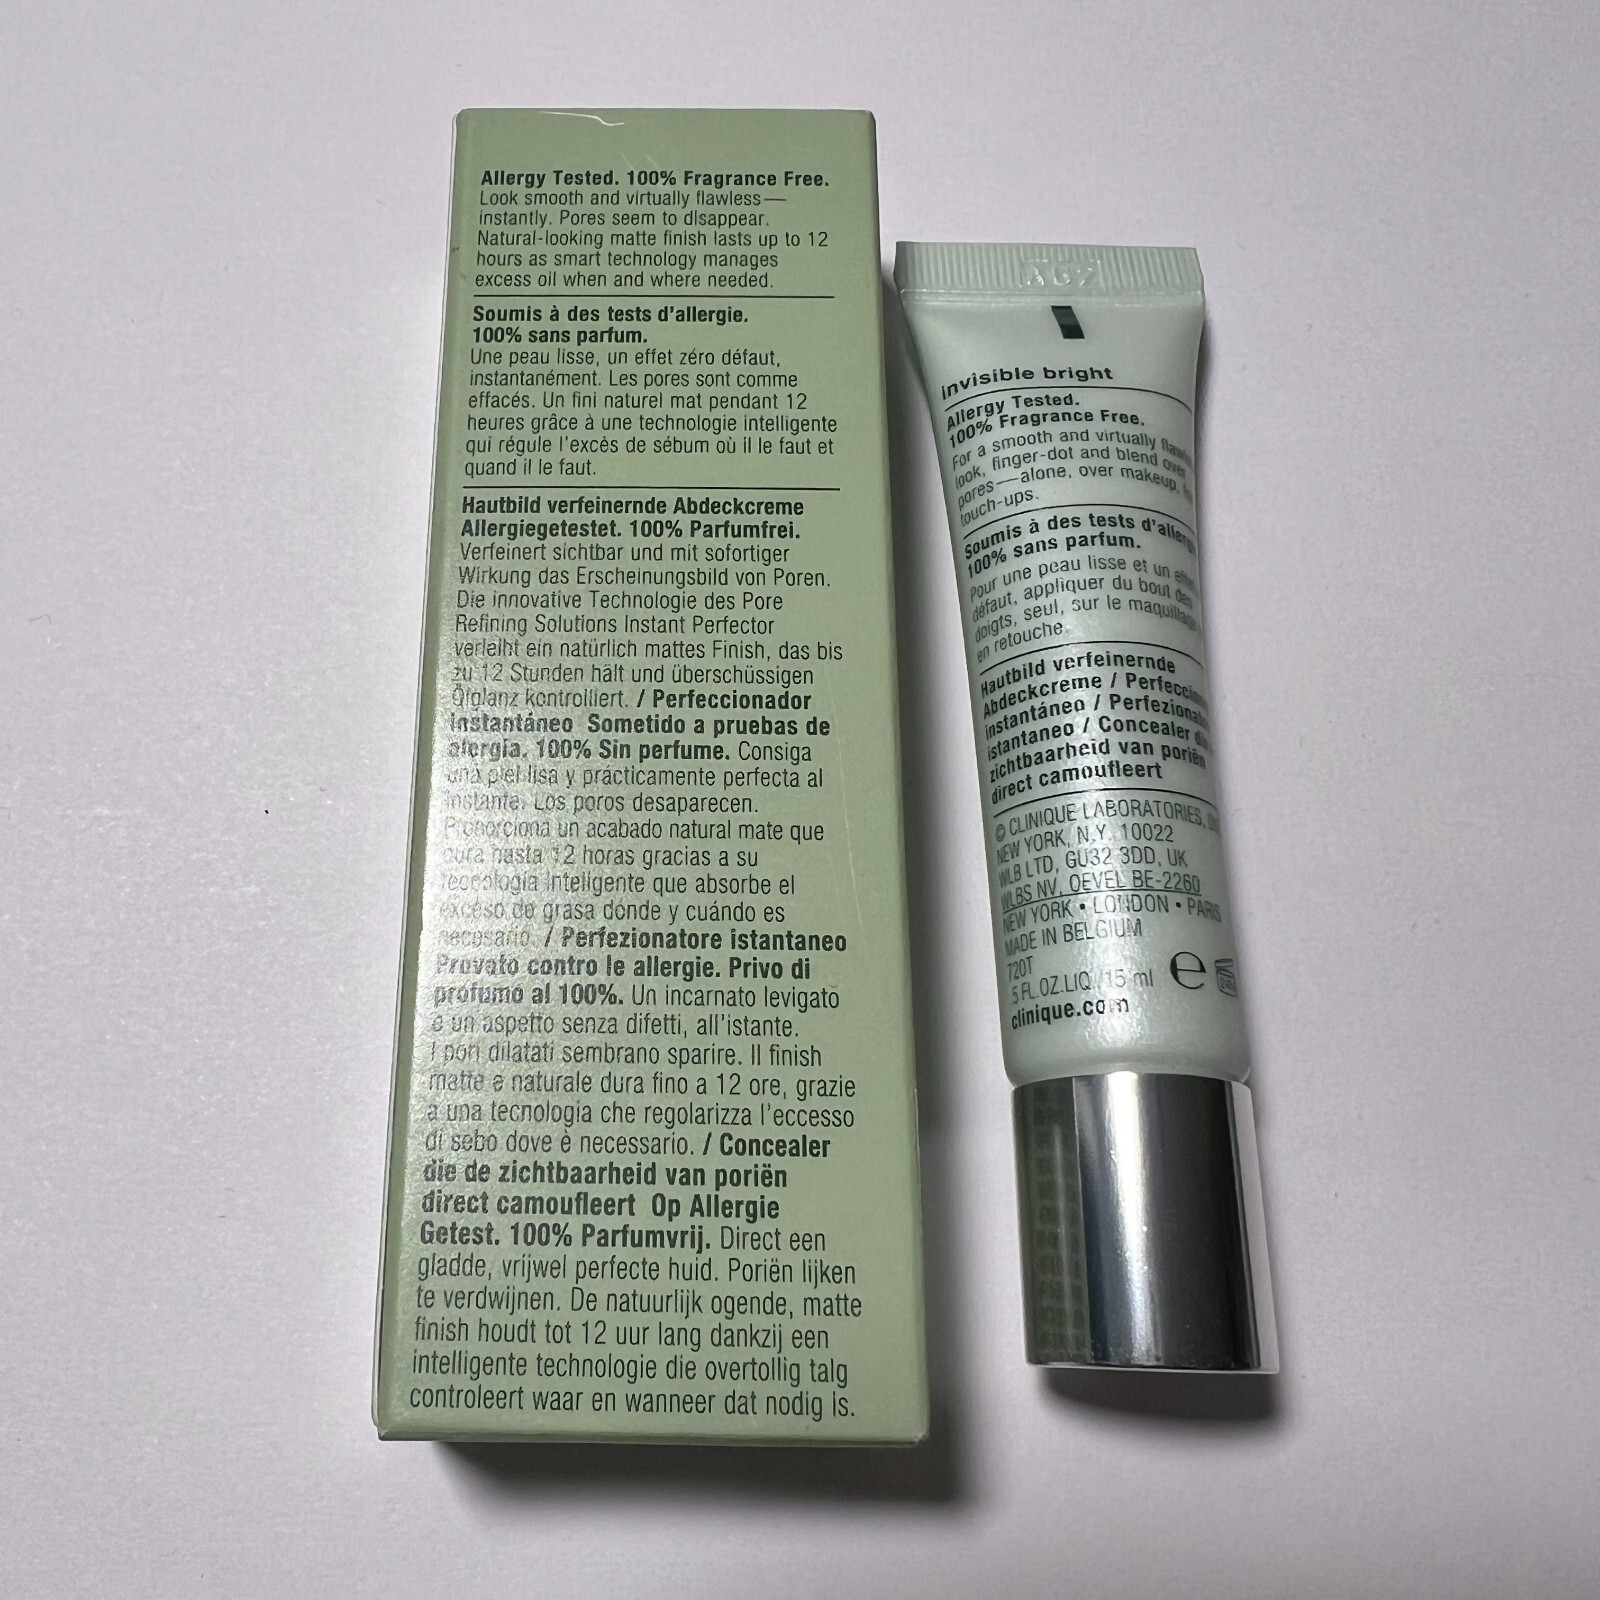 Allergy Tested. 100% Fragrance Free.
Look smooth and virtually flawless—
instantly. Pores seem to disappear.
Natural-looking matte finish lasts up to 12
hours as smart technology manages
excess oil when and where needed.
Soumis à des tests d'allergie.
100% sans parfum.
Une peau lisse, un effet zéro défaut,
instantanément. Les pores sont comme
effacés. Un fini naturel mat pendant 12
heures grâce à une technologie intelligente
qui régule l'excès de sébum où il le faut et
quand il le faut.
Hautbild verfeinernde Abdeckcreme
Allergiegetestet. 100% Parfumfrei.
Verfeinert sichtbar und mit sofortiger
Wirkung das Erscheinungsbild von Poren.
Die innovative Technologie des Pore
Refining Solutions Instant Perfector
verleiht ein natürlich mattes Finish, das bis
zu 12 Stunden hält und überschüssigen
Ölglanz kontrolliert. / Perfeccionador
Instantáneo Sometido a pruebas de
alergia. 100% Sin perfume. Consiga
una piel lisa y prácticamente perfecta al
instante. Los poros desaparecen.
Proporciona un acabado natural mate que
dura hasta 12 horas gracias a su
tecnología inteligente que absorbe el
exceso de grasa donde y cuándo es
necesario. / Perfezionatore istantaneo
Provato contro le allergie. Privo di
profumo al 100%. Un incarnato levigato
e un aspetto senza difetti, all'istante.
I pori dilatati sembrano sparire. Il finish
matte e naturale dura fino a 12 ore, grazie
a una tecnologia che regolarizza l'eccesso
di sebo dove è necessario. / Concealer
die de zichtbaarheid van poriën
direct camoufleert Op Allergie
Getest. 100% Parfumvrij. Direct een
gladde, vrijwel perfecte huid. Poriën lijken
te verdwijnen. De natuurlijk ogende, matte
finish houdt tot 12 uur lang dankzij een
intelligente technologie die overtollig talg
controleert waar en wanneer dat nodig is.
A67
invisible bright
Allergy Tested.
100% Fragrance Free.
For a smooth and virtually
look, finger-dot and blend over
pores—alone, over makeup,
touch-ups.
Soumis à des tests
100% sans parfum.
Pour une peau lisse et un
défaut, appliquer du bout des
doigts, seul, sur le maquillage
en retouche.
Hautbild verfeinernde
Abdeckcreme /
instantáneo /
istantaneo / Concealer
zichtbaarheid van poriën
direct camoufleert
© CLINIQUE LABORATORIES,
NEW YORK, N.Y. 10022
WLB LTD, GU32 3DD, UK
WLBS NV, OEVEL BE-2260
NEW YORK • LONDON • PARIS
MADE IN BELGIUM
720T
5 FL.OZ.LIQ./15 ml e
clinique.com